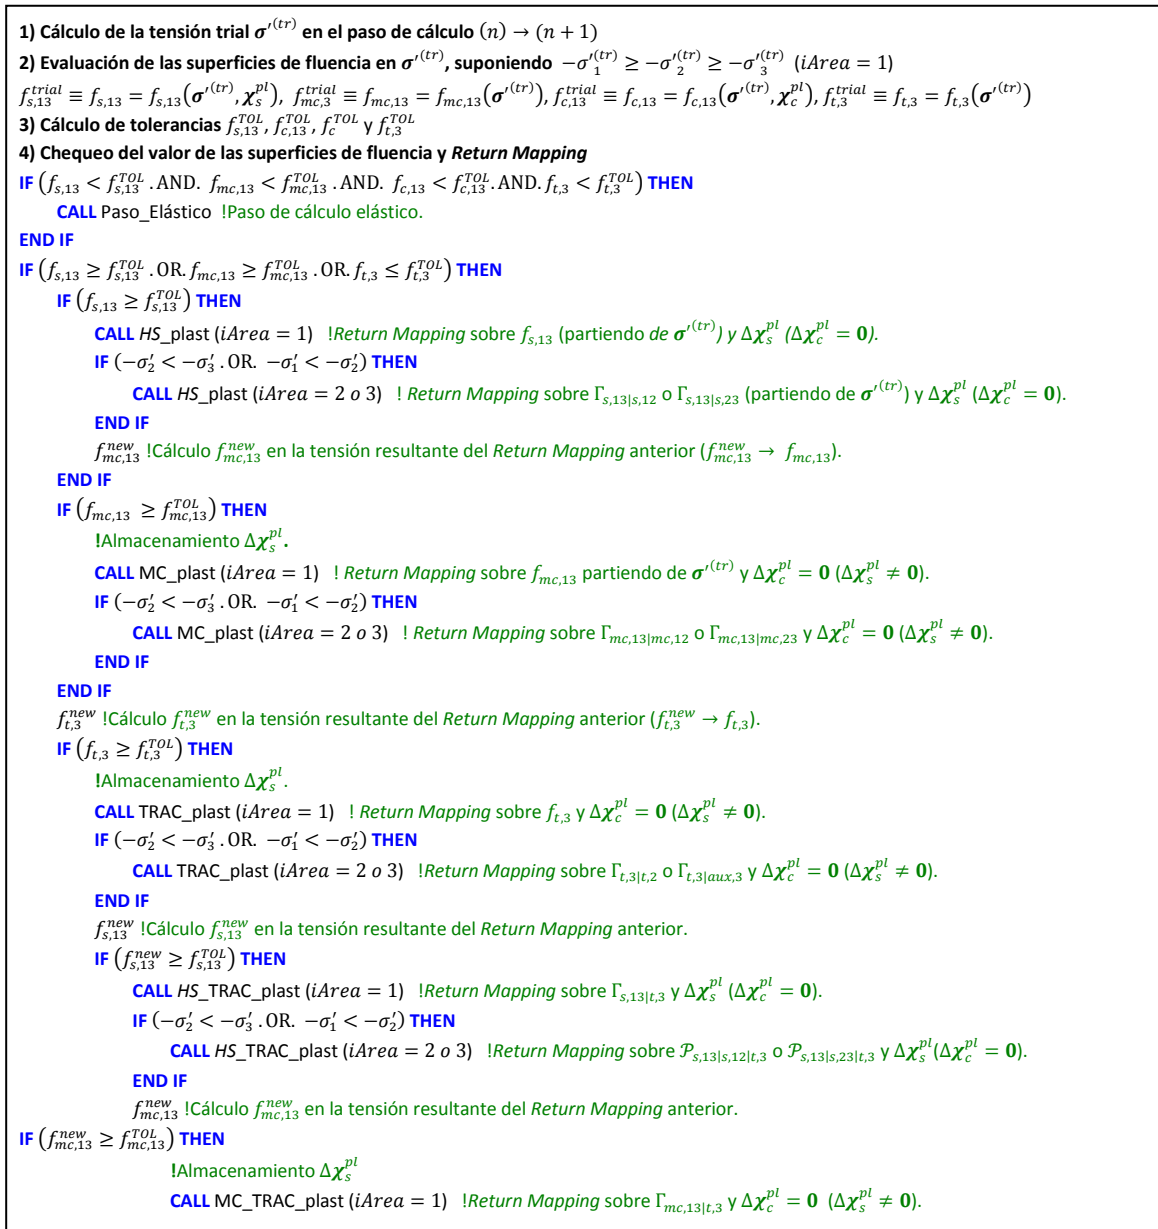 1) Cálculo de la tensión trial σ′^(tr) en el paso de cálculo (n) → (n + 1)
2) Evaluación de las superficies de fluencia en σ′^(tr), suponiendo −σ′_1^(tr) ≥ −σ′_2^(tr) ≥ −σ′_3^(tr) (iArea = 1)
f_{s,13}^{trial} ≡ f_{s,13} = f_{s,13}(σ′^(tr), χ_s^{pl}), f_{mc,3}^{trial} ≡ f_{mc,13} = f_{mc,13}(σ′^(tr)), f_{c,13}^{trial} ≡ f_{c,13} = f_{c,13}(σ′^(tr), χ_c^{pl}), f_{t,3}^{trial} ≡ f_{t,3} = f_{t,3}(σ′^(tr))
3) Cálculo de tolerancias f_{s,13}^{TOL}, f_{c,13}^{TOL}, f_c^{TOL} y f_{t,3}^{TOL}
4) Chequeo del valor de las superficies de fluencia y Return Mapping
IF (f_{s,13} < f_{s,13}^{TOL} .AND. f_{mc,13} < f_{mc,13}^{TOL} .AND. f_{c,13} < f_{c,13}^{TOL}.AND. f_{t,3} < f_{t,3}^{TOL}) THEN
CALL Paso_Elástico !Paso de cálculo elástico.
END IF
IF (f_{s,13} ≥ f_{s,13}^{TOL} .OR. f_{mc,13} ≥ f_{mc,13}^{TOL} .OR. f_{t,3} ≤ f_{t,3}^{TOL}) THEN
IF (f_{s,13} ≥ f_{s,13}^{TOL}) THEN
CALL HS_plast (iArea = 1) !Return Mapping sobre f_{s,13} (partiendo de σ′^(tr)) y Δχ_s^{pl} (Δχ_c^{pl} = 0).
IF (−σ′_2 < −σ′_3 .OR. −σ′_1 < −σ′_2) THEN
CALL HS_plast (iArea = 2 o 3) ! Return Mapping sobre Γ_{s,13|s,12} o Γ_{s,13|s,23} (partiendo de σ′^(tr)) y Δχ_s^{pl} (Δχ_c^{pl} = 0).
END IF
f_{mc,13}^{new} !Cálculo f_{mc,13}^{new} en la tensión resultante del Return Mapping anterior (f_{mc,13}^{new} → f_{mc,13}).
END IF
IF (f_{mc,13} ≥ f_{mc,13}^{TOL}) THEN
!Almacenamiento Δχ_s^{pl}.
CALL MC_plast (iArea = 1) ! Return Mapping sobre f_{mc,13} partiendo de σ′^(tr) y Δχ_c^{pl} = 0 (Δχ_s^{pl} ≠ 0).
IF (−σ′_2 < −σ′_3 .OR. −σ′_1 < −σ′_2) THEN
CALL MC_plast (iArea = 2 o 3) ! Return Mapping sobre Γ_{mc,13|mc,12} o Γ_{mc,13|mc,23} y Δχ_c^{pl} = 0 (Δχ_s^{pl} ≠ 0).
END IF
END IF
f_{t,3}^{new} !Cálculo f_{t,3}^{new} en la tensión resultante del Return Mapping anterior (f_{t,3}^{new} → f_{t,3}).
IF (f_{t,3} ≥ f_{t,3}^{TOL}) THEN
!Almacenamiento Δχ_s^{pl}.
CALL TRAC_plast (iArea = 1) ! Return Mapping sobre f_{t,3} y Δχ_c^{pl} = 0 (Δχ_s^{pl} ≠ 0).
IF (−σ′_2 < −σ′_3 .OR. −σ′_1 < −σ′_2) THEN
CALL TRAC_plast (iArea = 2 o 3) !Return Mapping sobre Γ_{t,3|t,2} o Γ_{t,3|aux,3} y Δχ_c^{pl} = 0 (Δχ_s^{pl} ≠ 0).
END IF
f_{s,13}^{new} !Cálculo f_{s,13}^{new} en la tensión resultante del Return Mapping anterior.
IF (f_{s,13}^{new} ≥ f_{s,13}^{TOL}) THEN
CALL HS_TRAC_plast (iArea = 1) !Return Mapping sobre Γ_{s,13|t,3} y Δχ_s^{pl} (Δχ_c^{pl} = 0).
IF (−σ′_2 < −σ′_3 .OR. −σ′_1 < −σ′_2) THEN
CALL HS_TRAC_plast (iArea = 2 o 3) !Return Mapping sobre 𝒫_{s,13|s,12|t,3} o 𝒫_{s,13|s,23|t,3} y Δχ_s^{pl}(Δχ_c^{pl} = 0).
END IF
f_{mc,13}^{new} !Cálculo f_{mc,13}^{new} en la tensión resultante del Return Mapping anterior.
IF (f_{mc,13}^{new} ≥ f_{mc,13}^{TOL}) THEN
!Almacenamiento Δχ_s^{pl}
CALL MC_TRAC_plast (iArea = 1) !Return Mapping sobre Γ_{mc,13|t,3} y Δχ_c^{pl} = 0 (Δχ_s^{pl} ≠ 0).